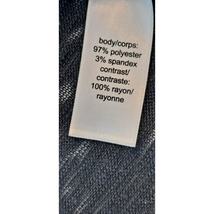 body/corps:
97% polyester
3% spandex
contrast/
contraste:
100% rayon/
rayonne